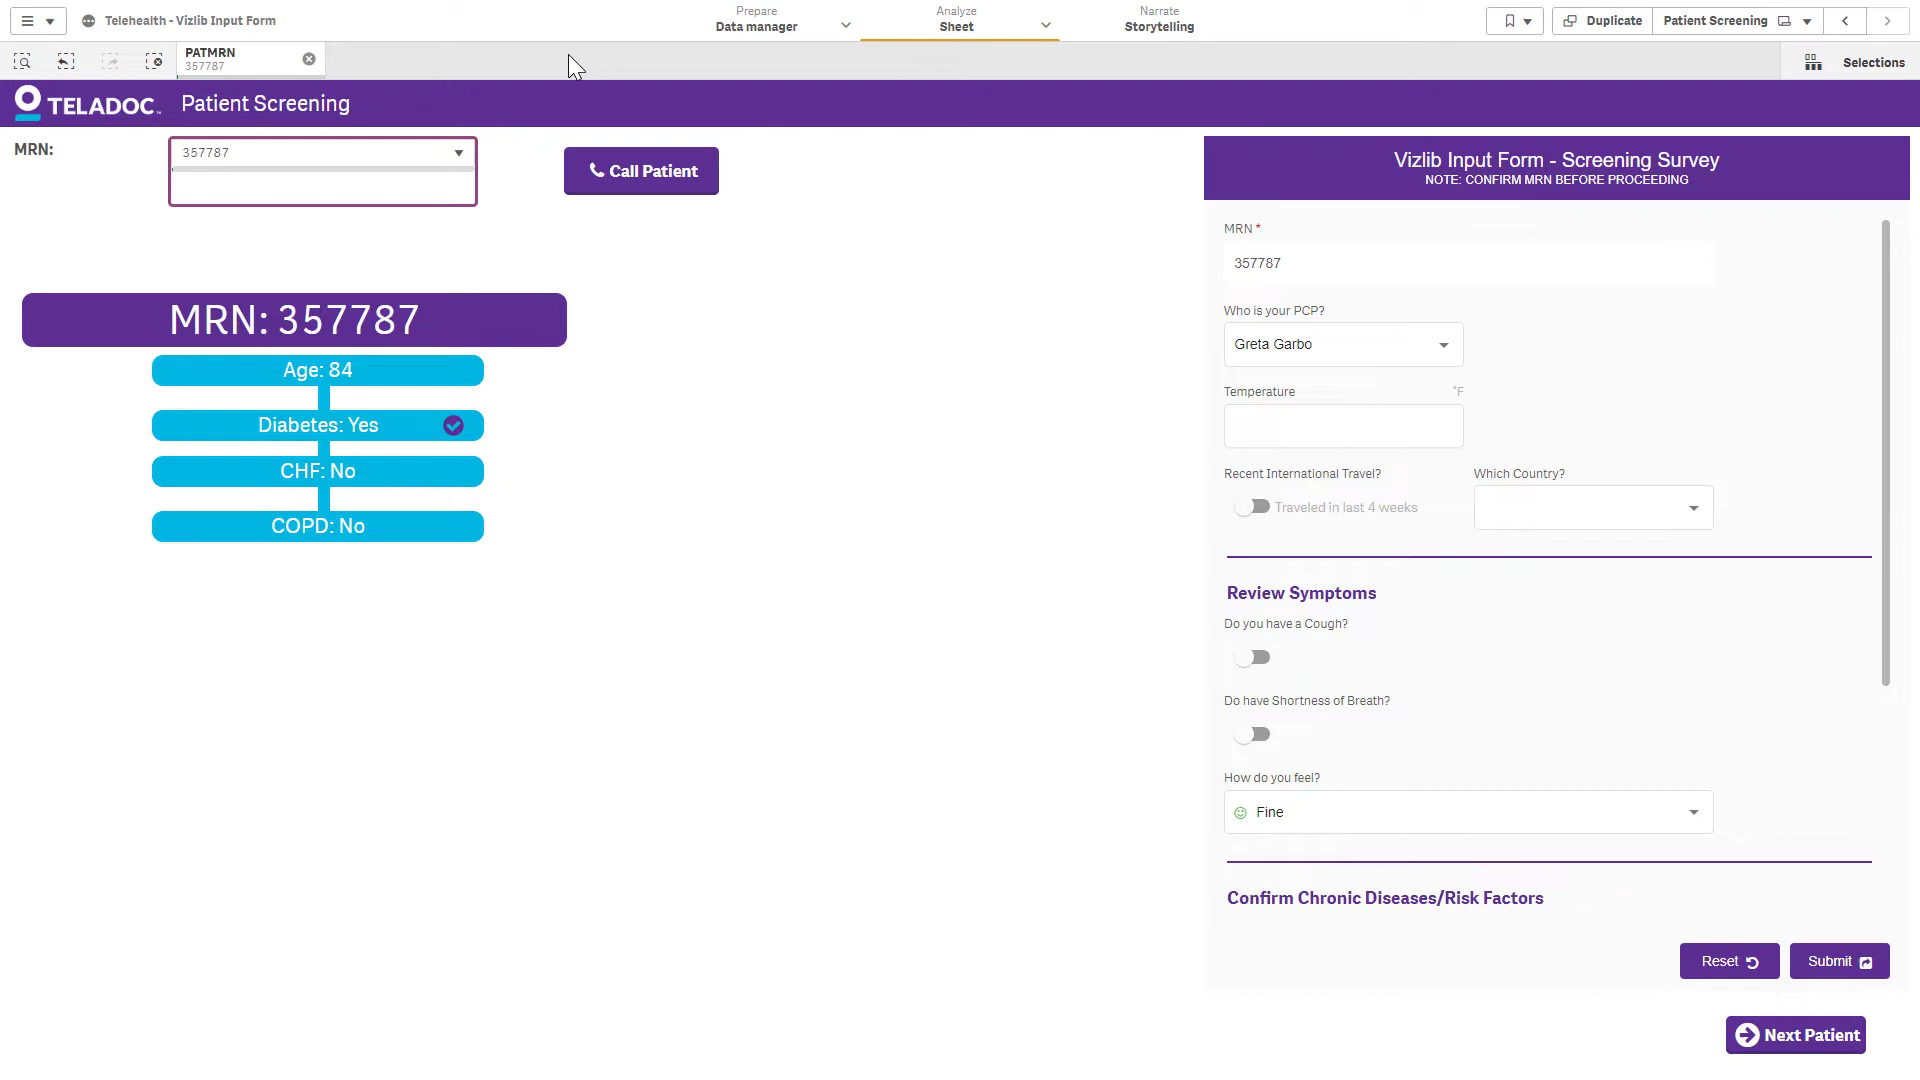 Telehealth - Vizlib Input Form
Prepare
Data manager
Analyze
Sheet
Narrate
Storytelling
Duplicate
Patient Screening
PATMRN
357787
Selections
TELADOC™
Patient Screening
MRN:
357787
Call Patient
MRN: 357787
Age: 84
Diabetes: Yes
CHF: No
COPD: No
Vizlib Input Form - Screening Survey
NOTE: CONFIRM MRN BEFORE PROCEEDING
MRN *
357787
Who is your PCP?
Greta Garbo
Temperature °F
Recent International Travel? Which Country?
Traveled in last 4 weeks
Review Symptoms
Do you have a Cough?
Do have Shortness of Breath?
How do you feel?
Fine
Confirm Chronic Diseases/Risk Factors
Reset
Submit
Next Patient